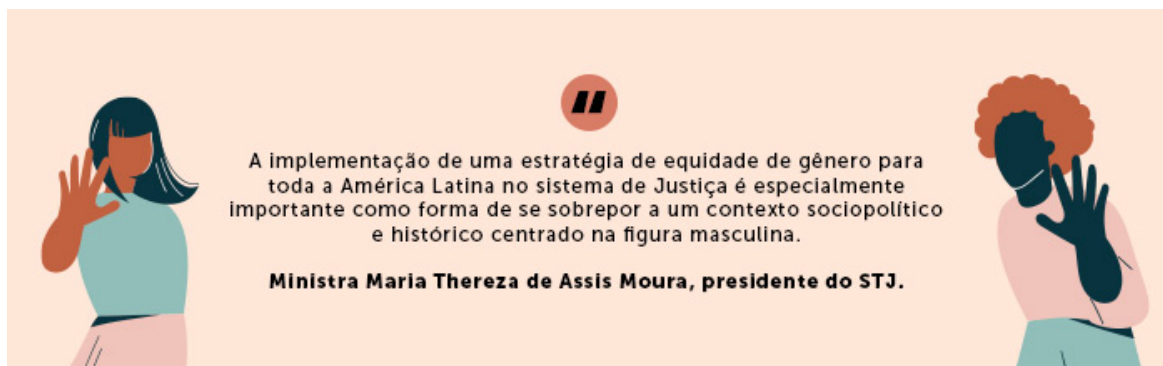 A implementação de uma estratégia de equidade de gênero para
toda a América Latina no sistema de Justiça é especialmente
importante como forma de se sobrepor a um contexto sociopolítico
e histórico centrado na figura masculina.
Ministra Maria Thereza de Assis Moura, presidente do STJ.